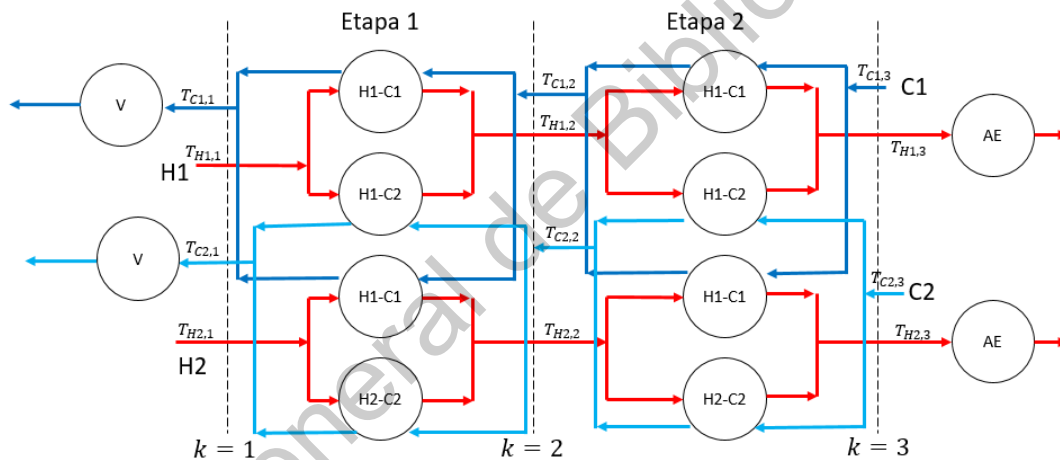 Etapa 1
Etapa 2
V
T_{C1,1}
H1-C1
T_{C1,2}
H1-C1
T_{C1,3}
C1
H1
T_{H1,1}
T_{H1,2}
T_{H1,3}
AE
H1-C2
H1-C2
V
T_{C2,1}
T_{C2,2}
T_{C2,3}
C2
H1-C1
H1-C1
T_{H2,1}
H2
T_{H2,2}
T_{H2,3}
AE
H2-C2
H2-C2
k = 1
k = 2
k = 3
eneral de Biblio